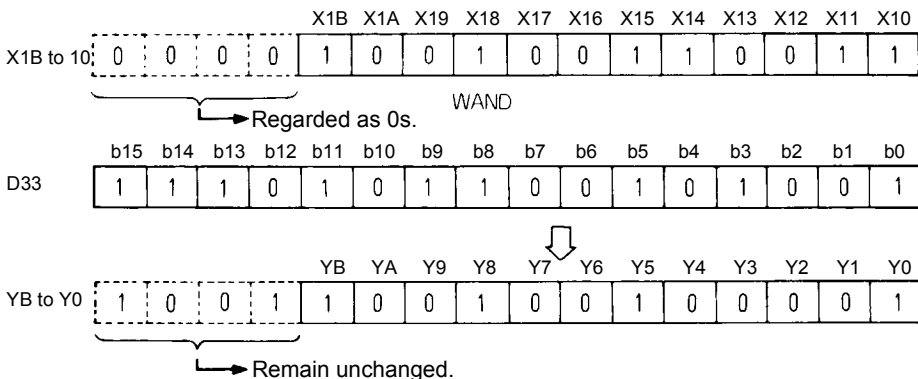 X1B X1A X19 X18 X17 X16 X15 X14 X13 X12 X11 X10
X1B to 10 0 0 0 0 1 0 0 1 0 0 1 1 0 0 1 1
WAND
Regarded as 0s.
b15 b14 b13 b12 b11 b10 b9 b8 b7 b6 b5 b4 b3 b2 b1 b0
D33 1 1 1 0 1 0 1 1 0 0 1 0 1 0 0 1
YB YA Y9 Y8 Y7 Y6 Y5 Y4 Y3 Y2 Y1 Y0
YB to Y0 1 0 0 1 1 0 0 1 0 0 1 0 0 0 0 1
Remain unchanged.